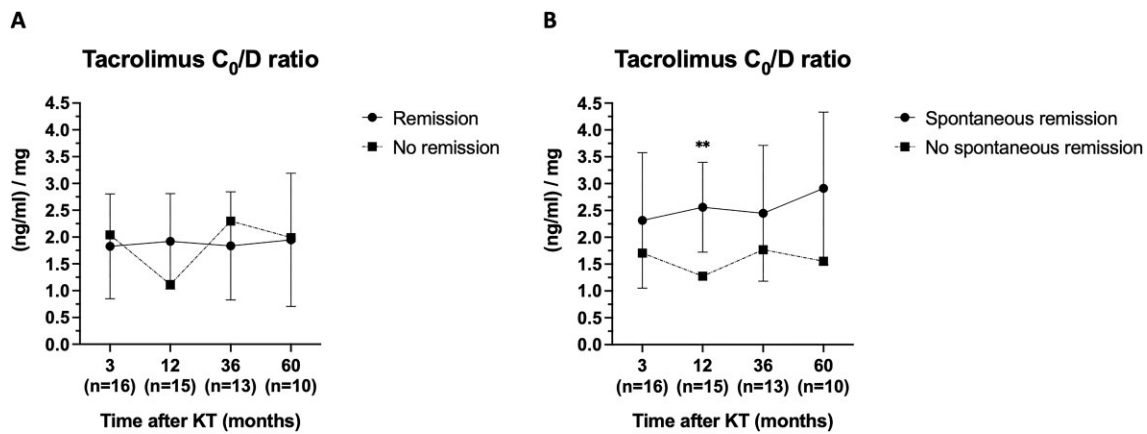 A
Tacrolimus C₀/D ratio
(ng/ml) / mg
4.5
4.0
3.5
3.0
2.5
2.0
1.5
1.0
0.5
0.0
3 12 36 60
(n=16) (n=15) (n=13) (n=10)
Time after KT (months)
Remission
No remission
B
Tacrolimus C₀/D ratio
(ng/ml) / mg
4.5
4.0
3.5
3.0
2.5
2.0
1.5
1.0
0.5
0.0
**
3 12 36 60
(n=16) (n=15) (n=13) (n=10)
Time after KT (months)
Spontaneous remission
No spontaneous remission